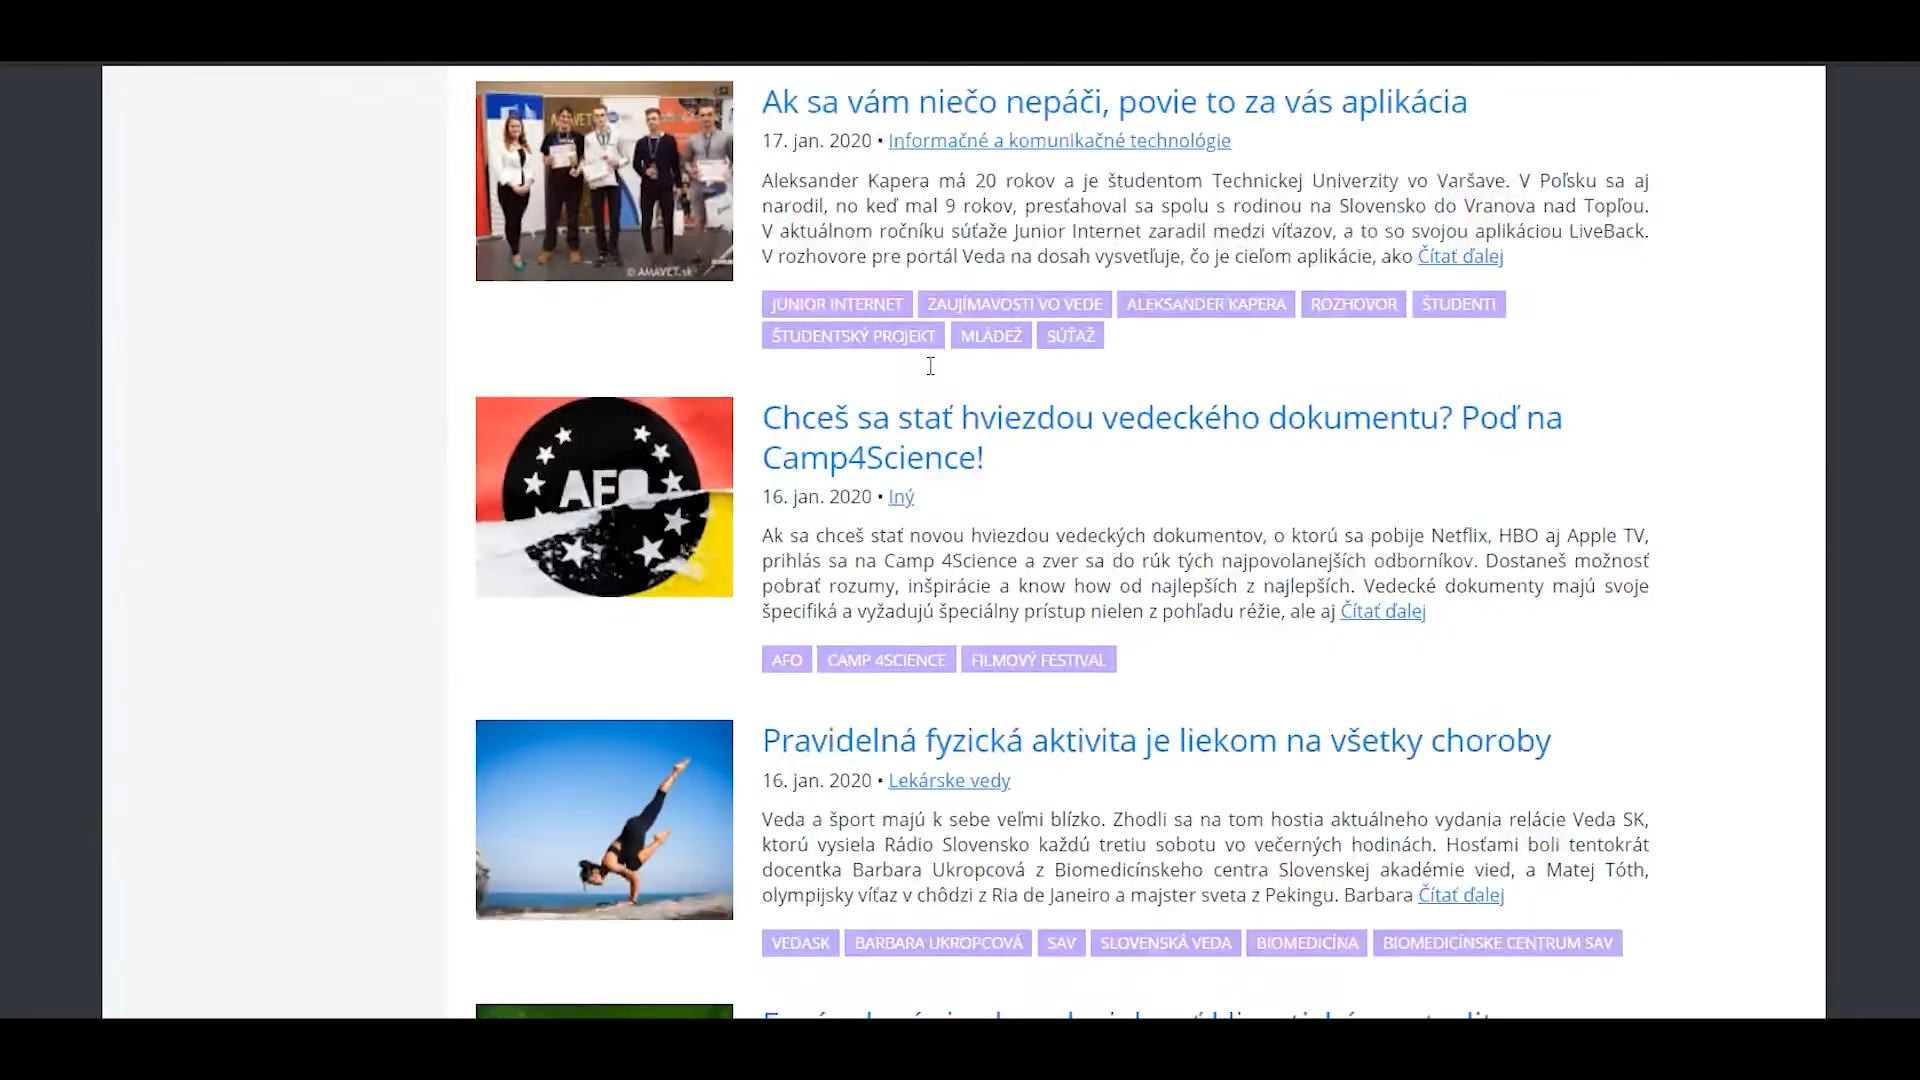 Ak sa vám niečo nepáči, povie to za vás aplikácia
17. jan. 2020 • Informačné a komunikačné technológie
Aleksander Kapera má 20 rokov a je študentom Technickej Univerzity vo Varšave. V Poľsku sa aj
narodil, no keď mal 9 rokov, presťahoval sa spolu s rodinou na Slovensko do Vranova nad Topľou.
V aktuálnom ročníku súťaže Junior Internet zaradil medzi víťazov, a to so svojou aplikáciou LiveBack.
V rozhovore pre portál Veda na dosah vysvetľuje, čo je cieľom aplikácie, ako Čítať ďalej
© AMAVET.sk
JUNIOR INTERNET ZAUJÍMAVOSTI VO VEDE ALEKSANDER KAPERA ROZHOVOR ŠTUDENTI
ŠTUDENTSKÝ PROJEKT MLÁDEŽ SÚŤAŽ
Chceš sa stať hviezdou vedeckého dokumentu? Poď na
Camp4Science!
16. jan. 2020 • Iný
AFO
Ak sa chceš stať novou hviezdou vedeckých dokumentov, o ktorú sa pobije Netflix, HBO aj Apple TV,
prihlás sa na Camp 4Science a zver sa do rúk tých najpovolanejších odborníkov. Dostaneš možnosť
pobrať rozumy, inšpirácie a know how od najlepších z najlepších. Vedecké dokumenty majú svoje
špecifiká a vyžadujú špeciálny prístup nielen z pohľadu réžie, ale aj Čítať ďalej
AFO CAMP 4SCIENCE FILMOVÝ FESTIVAL
Pravidelná fyzická aktivita je liekom na všetky choroby
16. jan. 2020 • Lekárske vedy
Veda a šport majú k sebe veľmi blízko. Zhodli sa na tom hostia aktuálneho vydania relácie Veda SK,
ktorú vysiela Rádio Slovensko každú tretiu sobotu vo večerných hodinách. Hosťami boli tentokrát
docentka Barbara Ukropcová z Biomedicínskeho centra Slovenskej akadémie vied, a Matej Tóth,
olympijsky víťaz v chôdzi z Ria de Janeiro a majster sveta z Pekingu. Barbara Čítať ďalej
VEDASK BARBARA UKROPCOVÁ SAV SLOVENSKÁ VEDA BIOMEDICÍNA BIOMEDICÍNSKE CENTRUM SAV